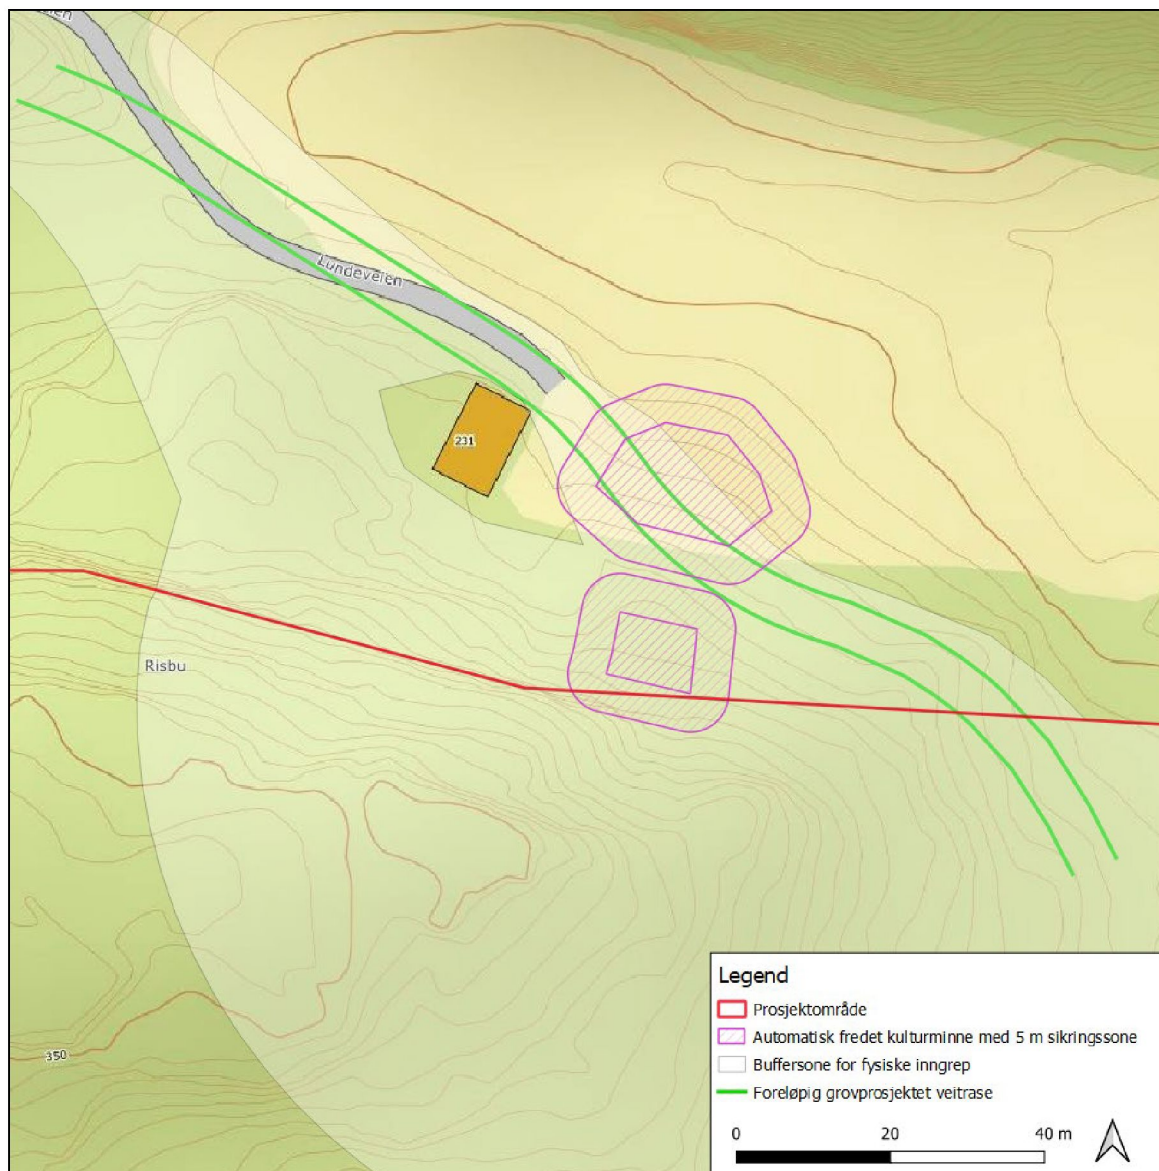 Lundeveien
231
Risbu
350
Legend
Prosjektområde
Automatisk fredet kulturminne med 5 m sikringssone
Buffersone for fysiske inngrep
Foreløpig grovprosjektet veitrase
0 20 40 m